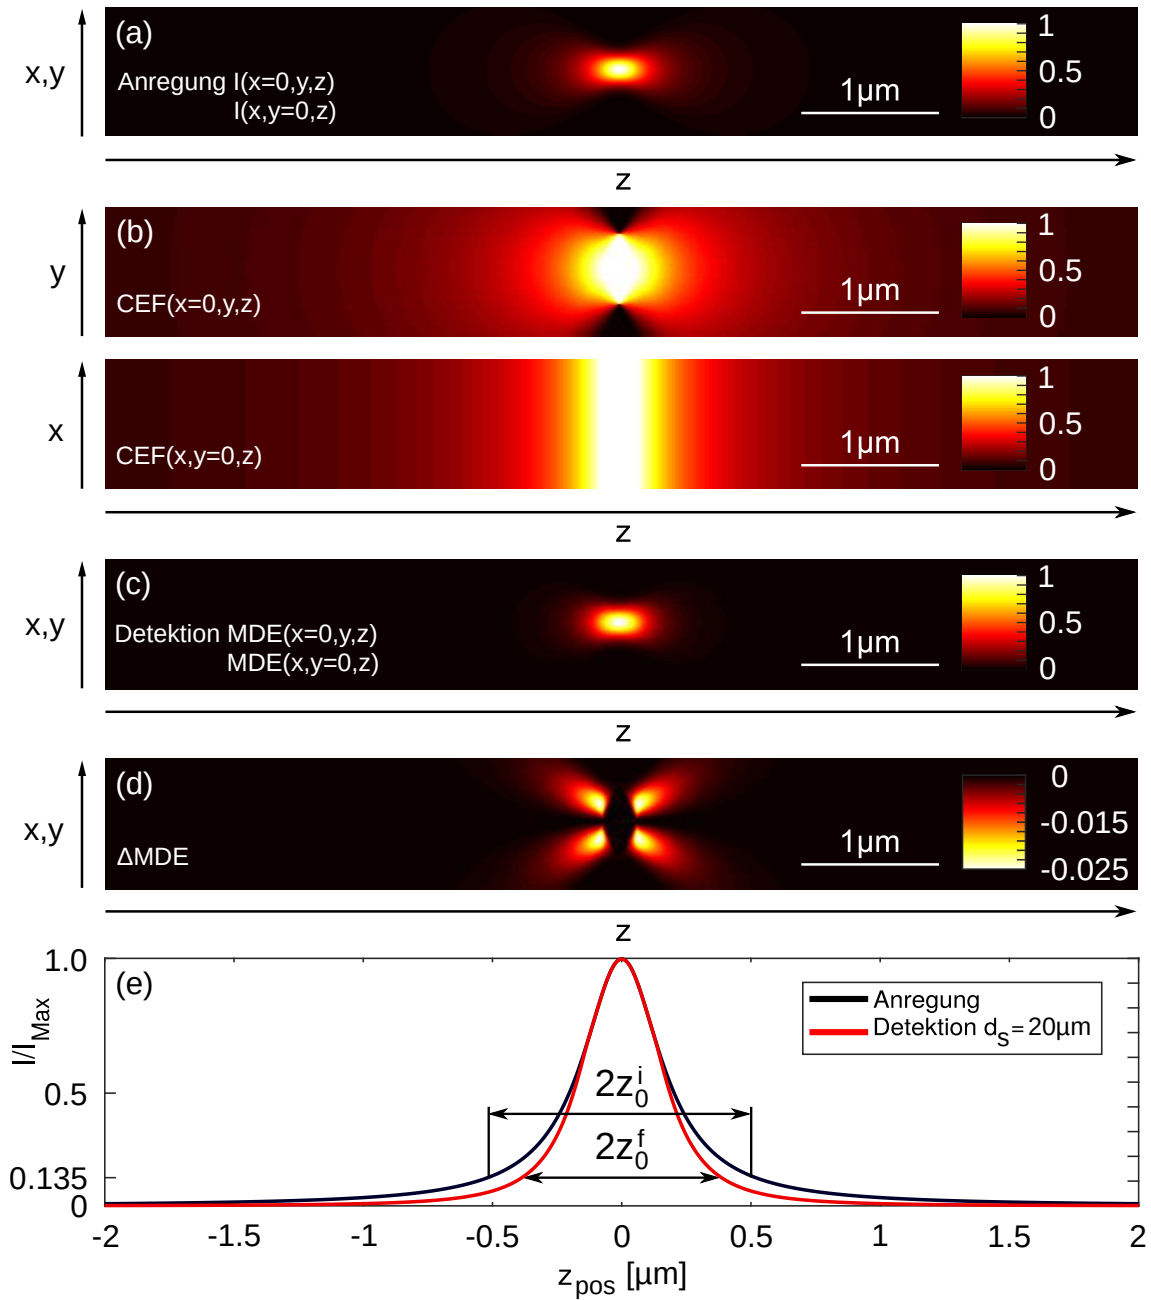 (a)
x,y
Anregung I(x=0,y,z)
I(x,y=0,z)
1µm
1
0.5
0
z
(b)
y
CEF(x=0,y,z)
1µm
1
0.5
0
x
CEF(x,y=0,z)
1µm
1
0.5
0
z
(c)
x,y
Detektion MDE(x=0,y,z)
MDE(x,y=0,z)
1µm
1
0.5
0
z
(d)
x,y
ΔMDE
1µm
0
-0.015
-0.025
z
(e)
I/I_Max
1.0
0.5
0.135
0
Anregung
Detektion d_s=20µm
2z_0^i
2z_0^f
-2 -1.5 -1 -0.5 0 0.5 1 1.5 2
z_pos [µm]